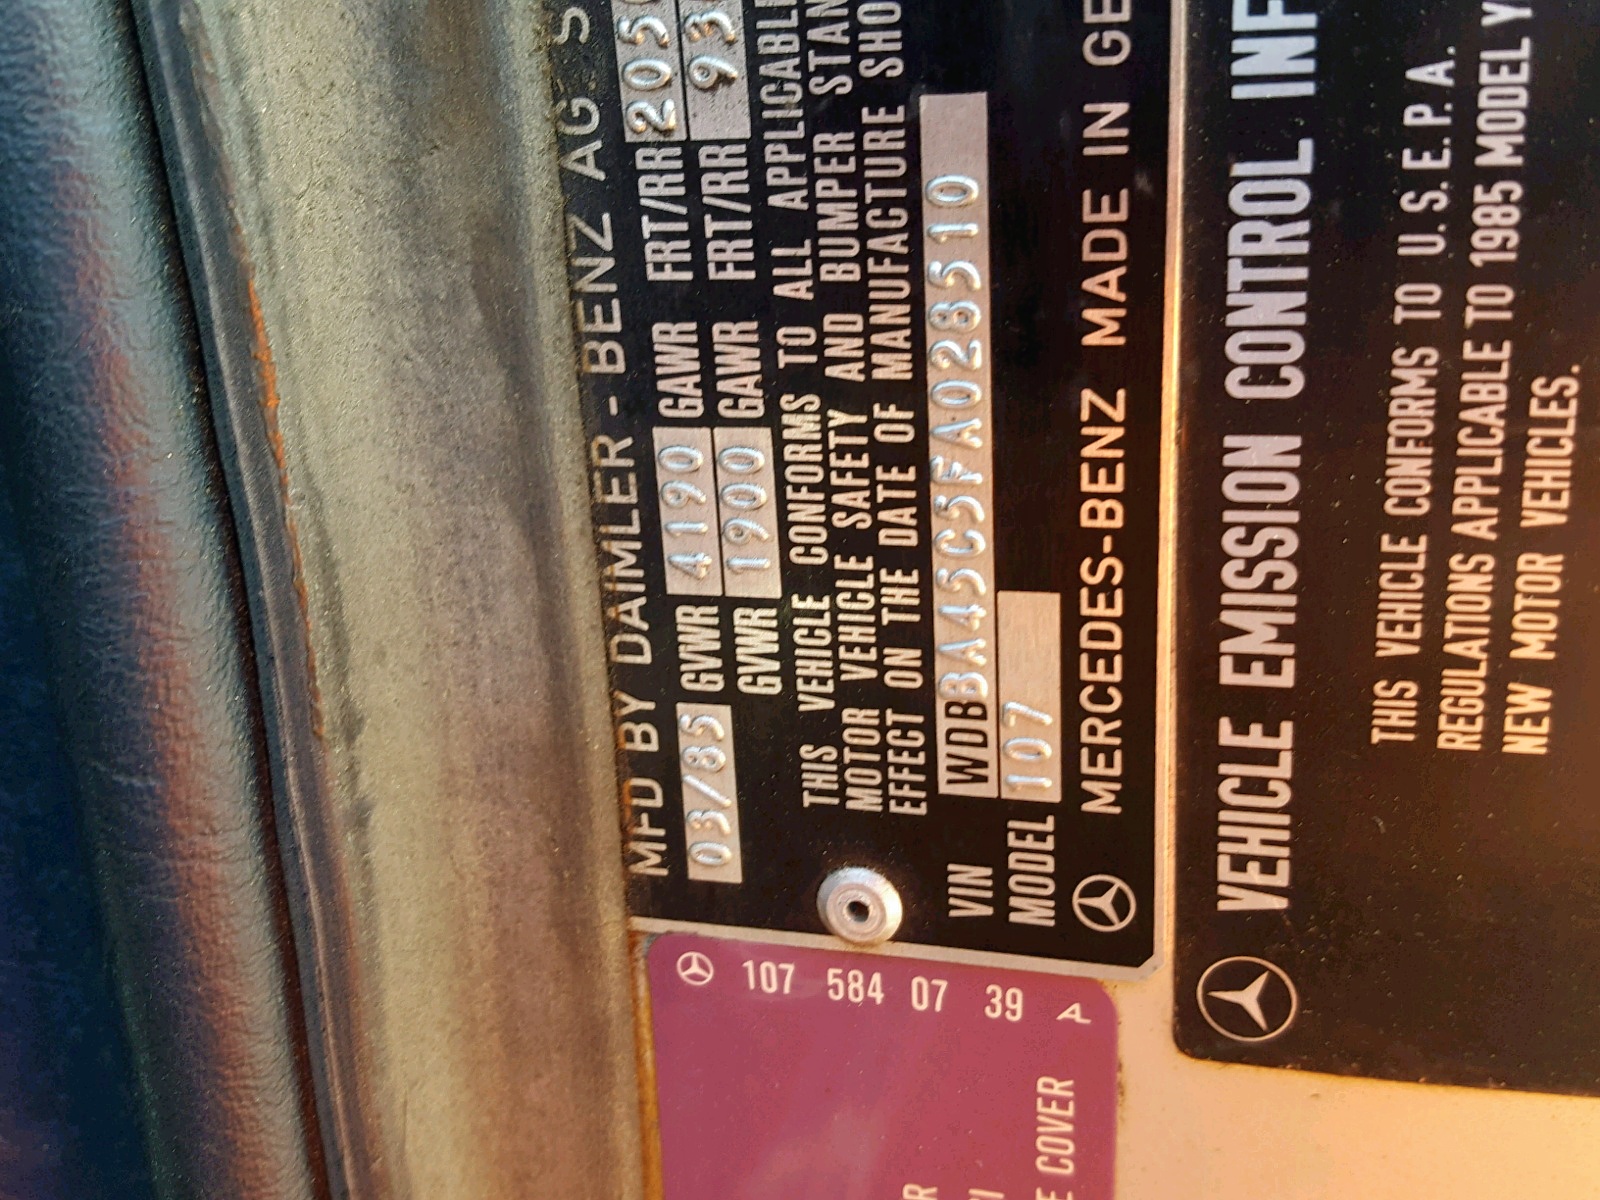 MFD BY DAIMLER - BENZ AG. S
03/85 GVWR 4190 GAWR FRT/RR 205
GVWR 1900 GAWR FRT/RR 93
THIS VEHICLE CONFORMS TO ALL APPLICABLE
MOTOR VEHICLE SAFETY AND BUMPER STAN
EFFECT ON THE DATE OF MANUFACTURE SHO
VIN WDBBA45C5FA028510
MODEL 107
MERCEDES-BENZ MADE IN GE
107 584 07 39 A
COVER
VEHICLE EMISSION CONTROL INF
THIS VEHICLE CONFORMS TO U. S. E. P. A.
REGULATIONS APPLICABLE TO 1985 MODEL Y
NEW MOTOR VEHICLES.